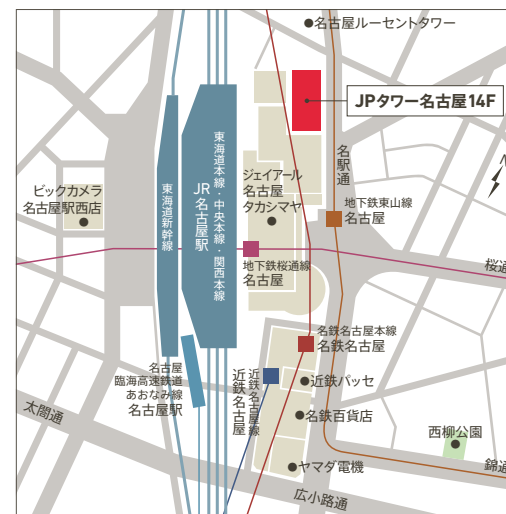 名古屋ルーセントタワー
JPタワー名古屋14F
名駅通
東海道本線・中央本線・関西本線
JR名古屋駅
東海道新幹線
ジェイアール
名古屋
タカシマヤ
ビックカメラ
名古屋駅西店
地下鉄東山線
名古屋
地下鉄桜通線
名古屋
桜通
名鉄名古屋本線
名鉄名古屋
名古屋
臨海高速鉄道
あおなみ線
名古屋駅
近鉄名古屋線
近鉄名古屋
近鉄パッセ
名鉄百貨店
太閤通
西柳公園
ヤマダ電機
錦通
広小路通